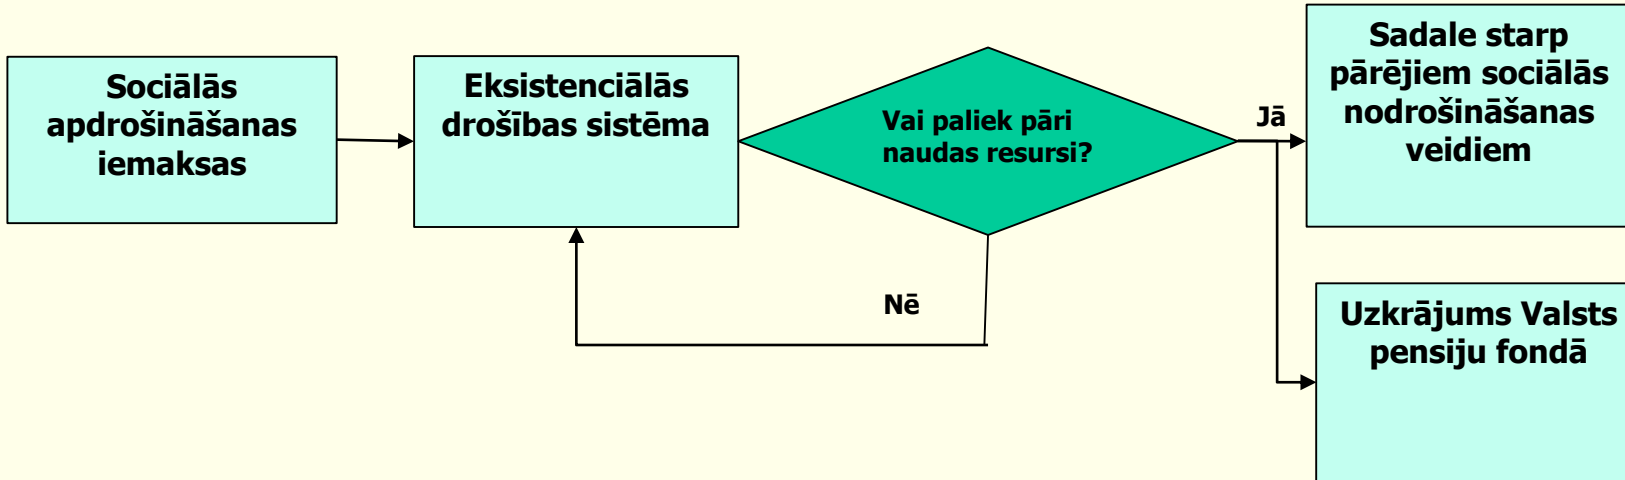 Sociālās
apdrošināšanas
iemaksas
Eksistenciālās
drošības sistēma
Vai paliek pāri
naudas resursi?
Jā
Nē
Sadale starp
pārējiem sociālās
nodrošināšanas
veidiem
Uzkrājums Valsts
pensiju fondā